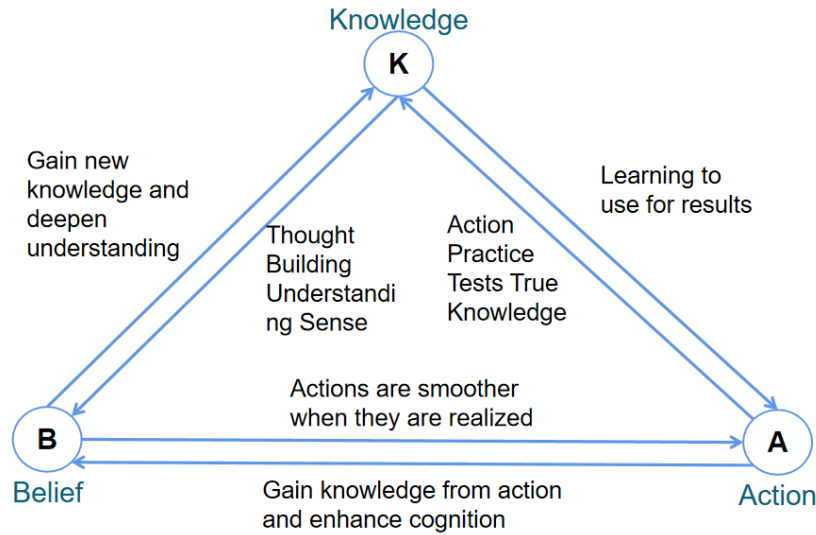 Knowledge
K
Gain new
knowledge and
deepen
understanding
Thought
Building
Understandi
ng Sense
Action
Practice
Tests True
Knowledge
Learning to
use for results
Actions are smoother
when they are realized
B
Belief
A
Action
Gain knowledge from action
and enhance cognition